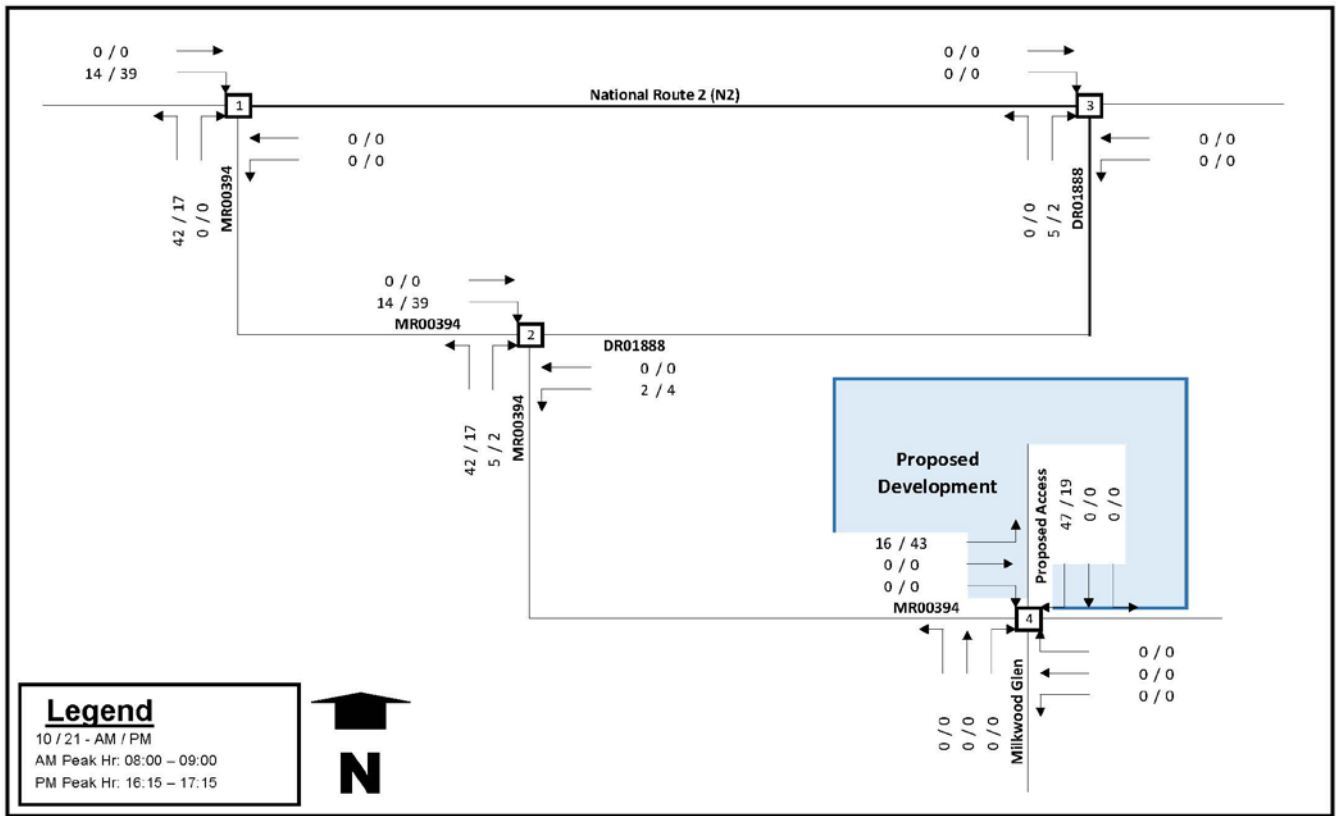 0 / 0
14 / 39
0 / 0
0 / 0
National Route 2 (N2)
1
3
0 / 0
0 / 0
0 / 0
0 / 0
42 / 17
0 / 0
MR00394
0 / 0
5 / 2
DR01888
0 / 0
14 / 39
MR00394
2
DR01888
0 / 0
2 / 4
42 / 17
5 / 2
MR00394
Proposed
Development
Proposed Access
47 / 19
0 / 0
0 / 0
16 / 43
0 / 0
0 / 0
MR00394
4
0 / 0
0 / 0
0 / 0
0 / 0
0 / 0
0 / 0
Milkwood Glen
Legend
10 / 21 - AM / PM
AM Peak Hr: 08:00 – 09:00
PM Peak Hr: 16:15 – 17:15
N